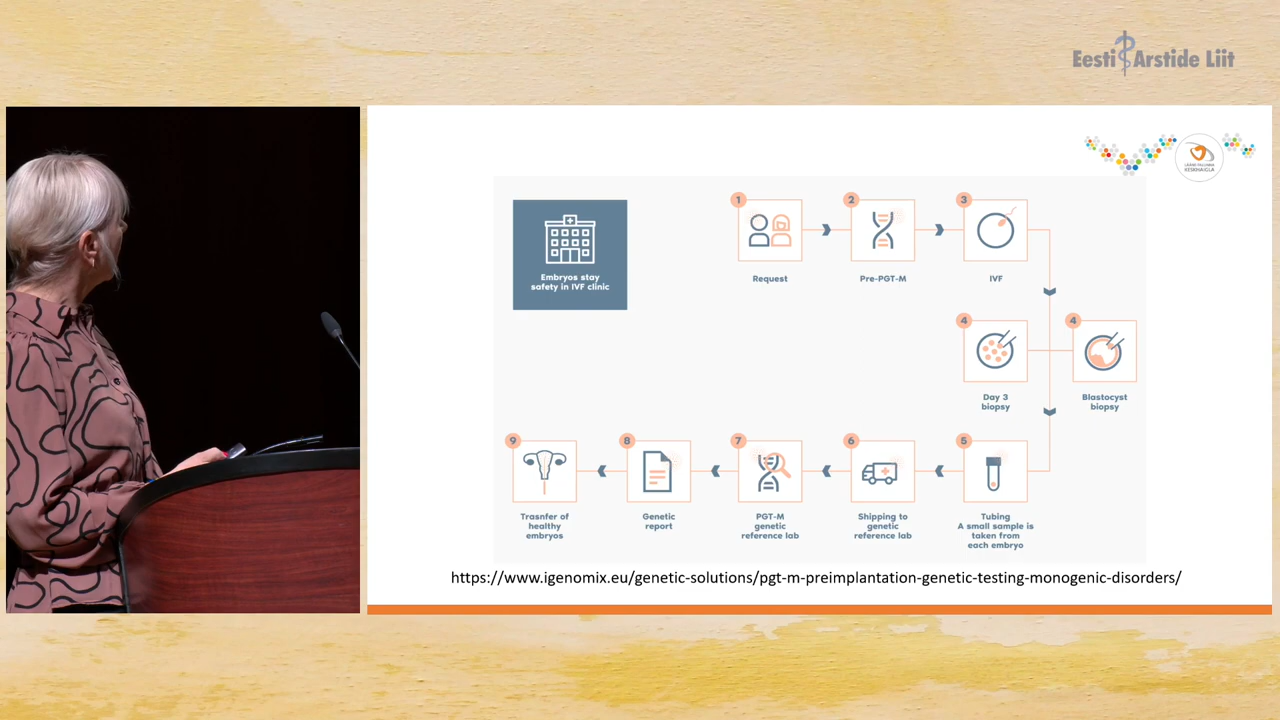 Eesti Arstide Liit
LÄÄNE-TALLINNA
KESKHAIGLA
Embryos stay
safety in IVF clinic
1
Request
2
Pre-PGT-M
3
IVF
4
Day 3
biopsy
4
Blastocyst
biopsy
9
Trasnfer of
healthy
embryos
8
Genetic
report
7
PGT-M
genetic
reference lab
6
Shipping to
genetic
reference lab
5
Tubing
A small sample is
taken from
each embryo
https://www.igenomix.eu/genetic-solutions/pgt-m-preimplantation-genetic-testing-monogenic-disorders/